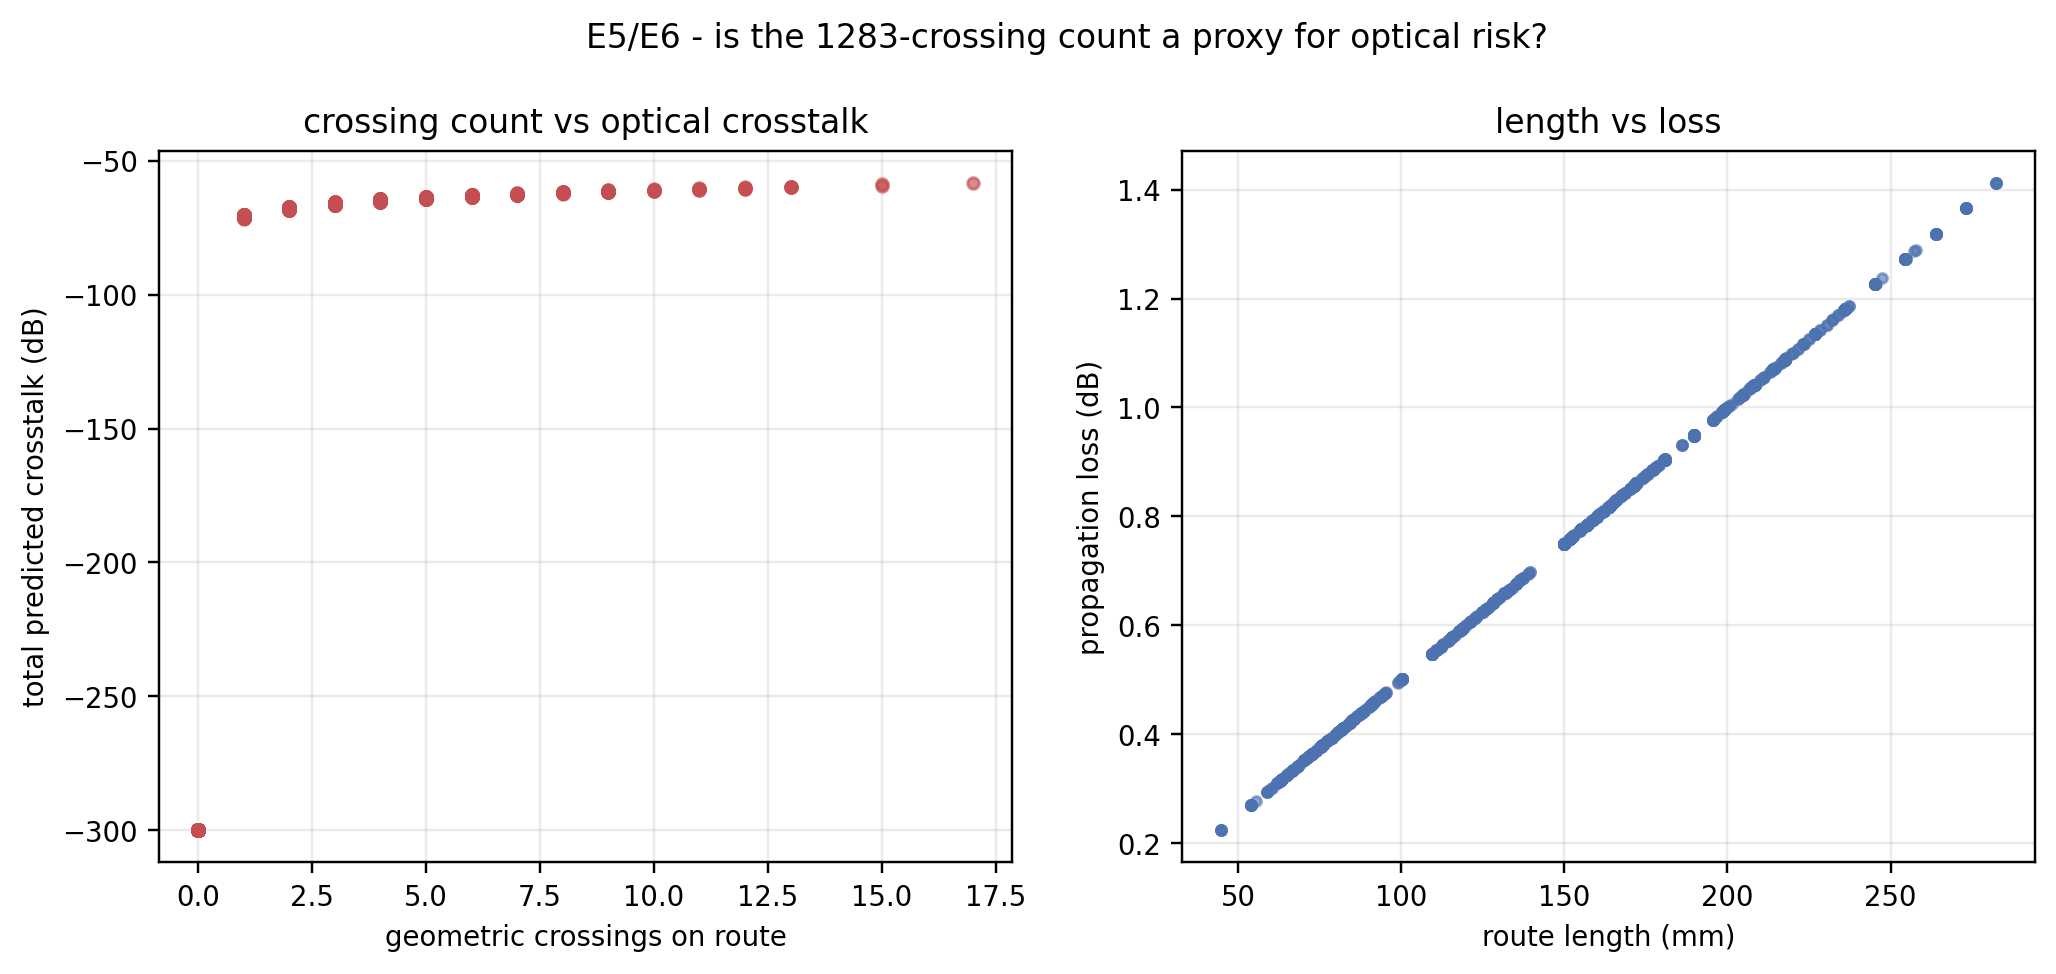 E5/E6 - is the 1283-crossing count a proxy for optical risk?
crossing count vs optical crosstalk
total predicted crosstalk (dB)
−50
−100
−150
−200
−250
−300
0.0 2.5 5.0 7.5 10.0 12.5 15.0 17.5
geometric crossings on route
length vs loss
propagation loss (dB)
1.4
1.2
1.0
0.8
0.6
0.4
0.2
50 100 150 200 250
route length (mm)